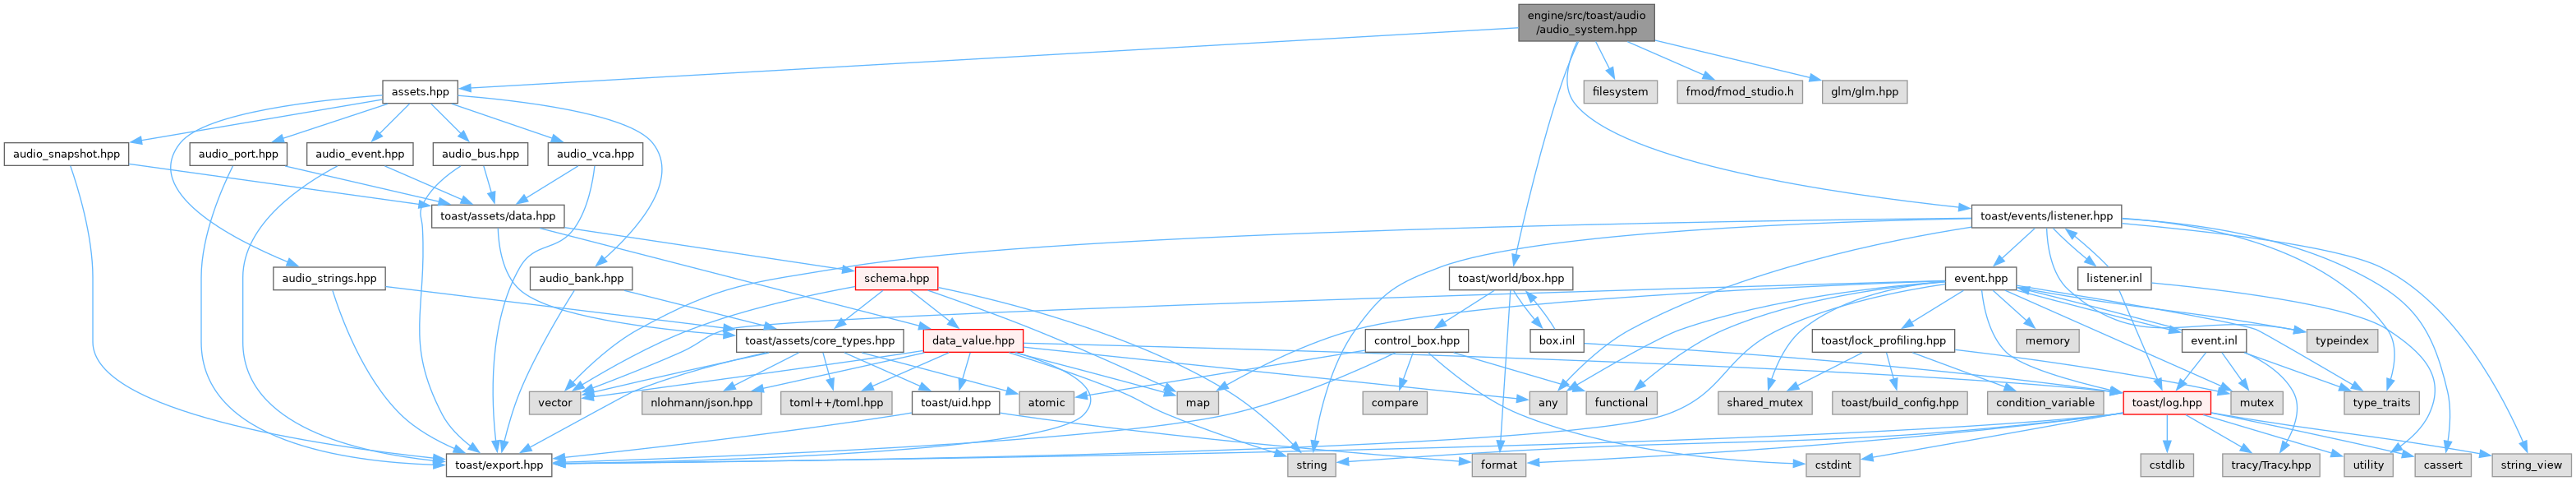 engine/src/toast/audio
/audio_system.hpp
assets.hpp
filesystem
fmod/fmod_studio.h
glm/glm.hpp
audio_snapshot.hpp
audio_port.hpp
audio_event.hpp
audio_bus.hpp
audio_vca.hpp
toast/assets/data.hpp
toast/events/listener.hpp
audio_strings.hpp
audio_bank.hpp
schema.hpp
toast/world/box.hpp
event.hpp
listener.inl
toast/assets/core_types.hpp
data_value.hpp
control_box.hpp
box.inl
toast/lock_profiling.hpp
memory
event.inl
typeindex
vector
nlohmann/json.hpp
toml++/toml.hpp
toast/uid.hpp
atomic
map
compare
any
functional
shared_mutex
toast/build_config.hpp
condition_variable
toast/log.hpp
mutex
type_traits
toast/export.hpp
string
format
cstdint
cstdlib
tracy/Tracy.hpp
utility
cassert
string_view